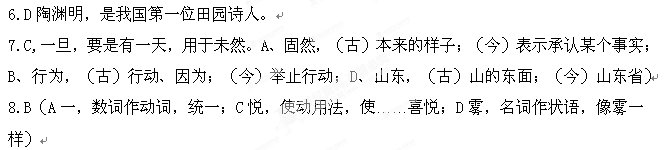 6.D 陶渊明，是我国第一位田园诗人。
7.C,一旦，要是有一天，用于未然。A、固然，（古）本来的样子；（今）表示承认某个事实；
B、行为，（古）行动、因为；（今）举止行动；D、山东，（古）山的东面；（今）山东省）
8.B（A 一，数词作动词，统一；C 悦，使动用法，使……喜悦；D 雾，名词作状语，像雾一
样）